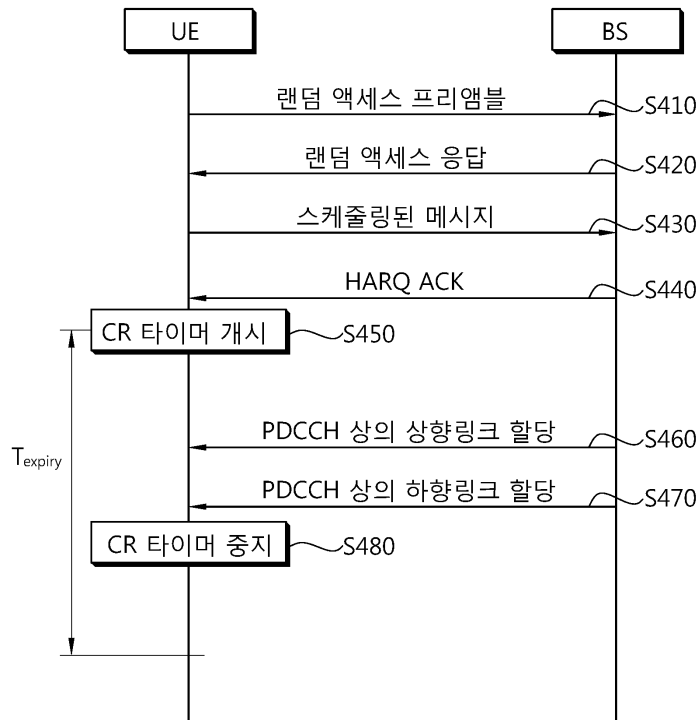 UE
BS
랜덤 액세스 프리앰블
S410
랜덤 액세스 응답
S420
스케줄링된 메시지
S430
HARQ ACK
S440
CR 타이머 개시
S450
PDCCH 상의 상향링크 할당
S460
Texpiry
PDCCH 상의 하향링크 할당
S470
CR 타이머 중지
S480